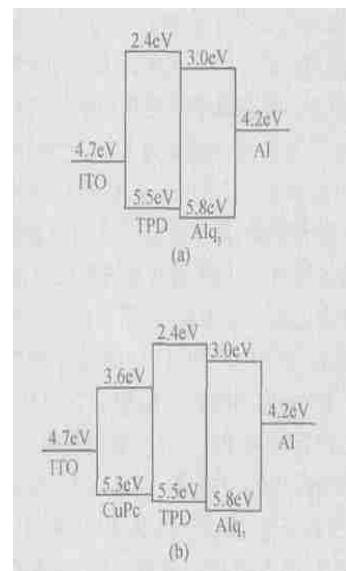 2.4eV
3.0eV
4.2eV
4.7eV
Al
ITO
5.5eV
5.8eV
TPD
Alq₃
(a)
2.4eV
3.0eV
3.6eV
4.2eV
4.7eV
Al
ITO
5.3eV
5.5eV
5.8eV
CuPc
TPD
Alq₃
(b)